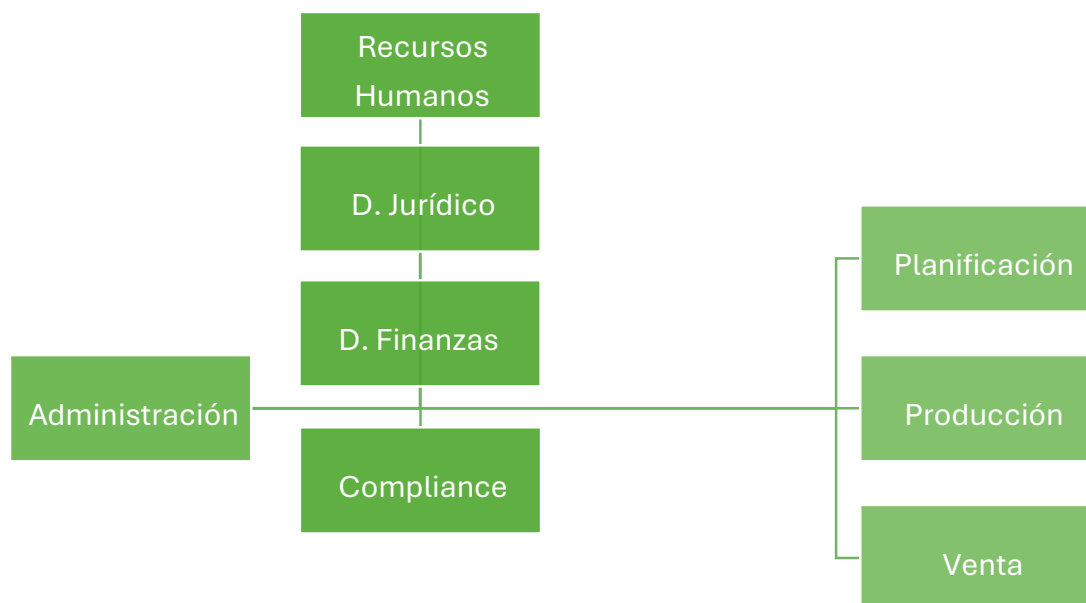 Recursos
Humanos
D. Jurídico
D. Finanzas
Administración
Compliance
Planificación
Producción
Venta